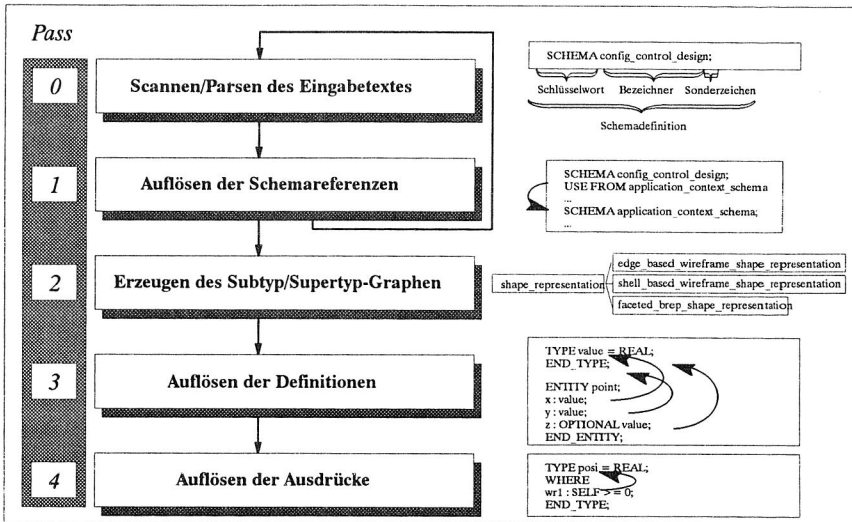 Pass
0
Scannen/Parsen des Eingabetextes
SCHEMA config_control_design;
Schlüsselwort Bezeichner Sonderzeichen
Schemadefinition
1
Auflösen der Schemareferenzen
SCHEMA config_control_design;
USE FROM application_context_schema
...
SCHEMA application_context_schema;
...
2
Erzeugen des Subtyp/Supertyp-Graphen
shape_representation
edge_based_wireframe_shape_representation
shell_based_wireframe_shape_representation
faceted_brep_shape_representation
3
Auflösen der Definitionen
TYPE value = REAL;
END_TYPE;
ENTITY point;
x : value;
y : value;
z : OPTIONAL value;
END_ENTITY;
4
Auflösen der Ausdrücke
TYPE posi = REAL;
WHERE
wr1 : SELF > = 0;
END_TYPE;